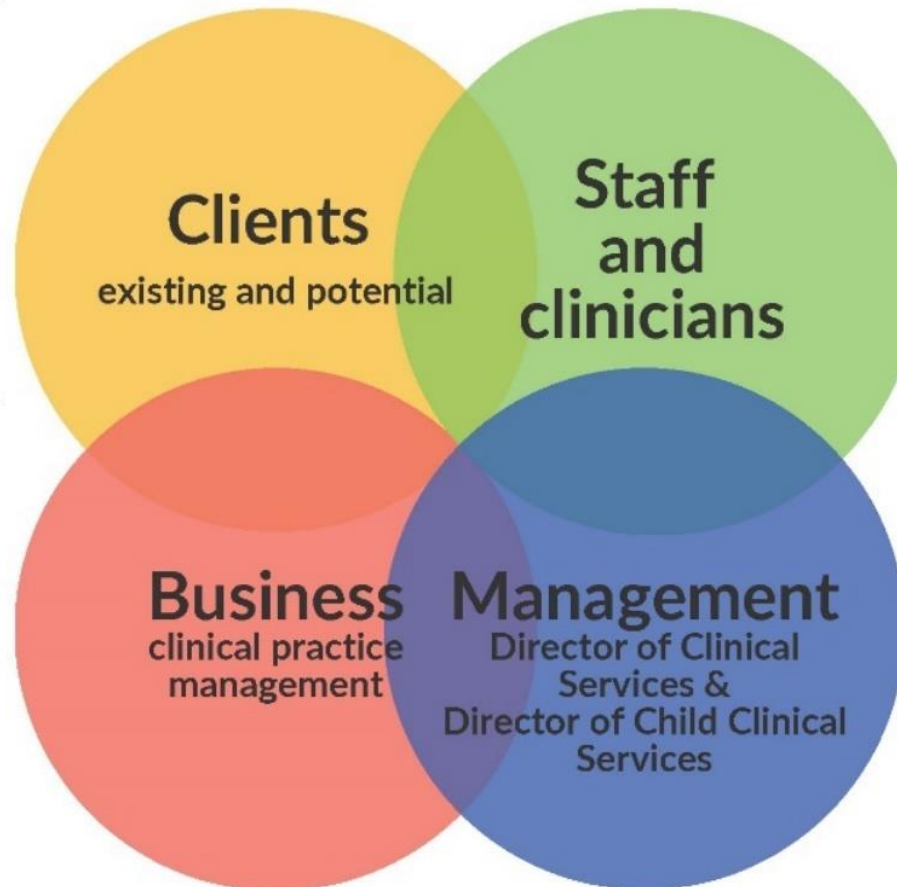 Clients
existing and potential
Staff
and
clinicians
Business
clinical practice
management
Management
Director of Clinical
Services &
Director of Child Clinical
Services